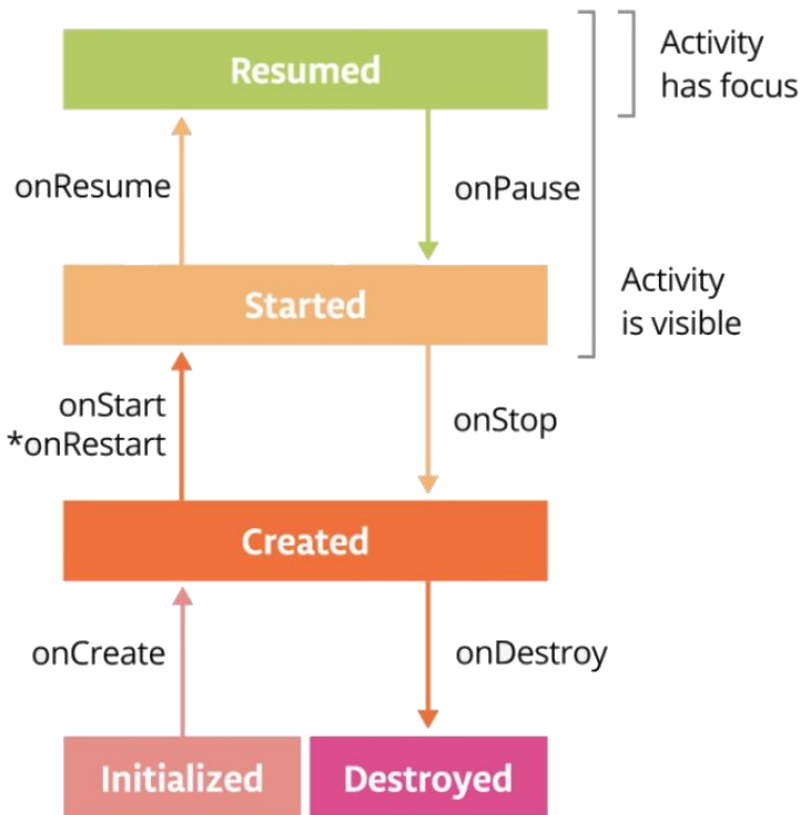 Resumed
Activity
has focus
onResume
onPause
Started
Activity
is visible
onStart
*onRestart
onStop
Created
onCreate
onDestroy
Initialized
Destroyed